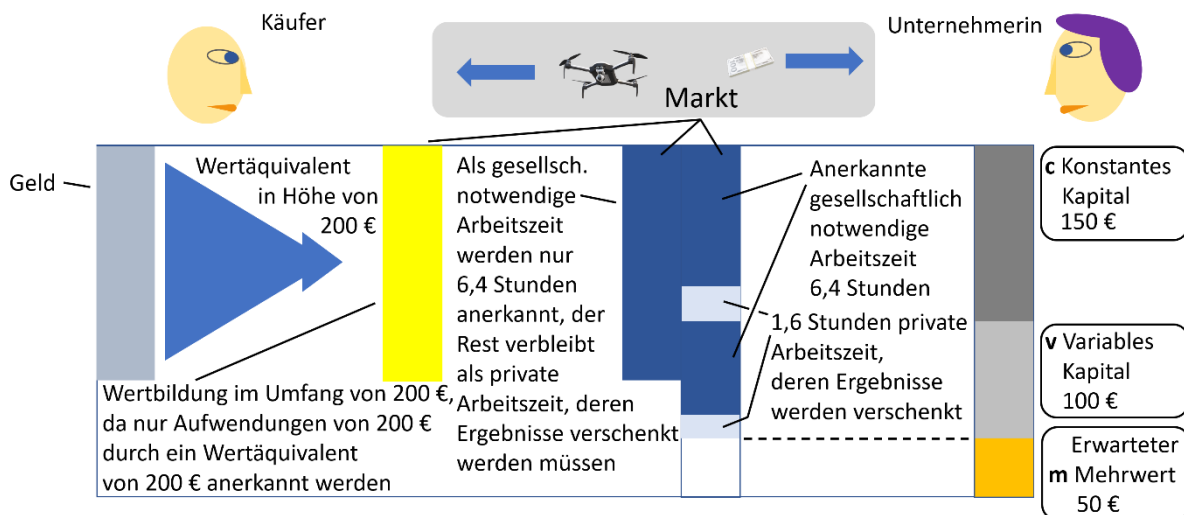 Käufer
Unternehmerin
Markt
Geld
Wertäquivalent
in Höhe von
200 €
Wertbildung im Umfang von 200 €,
da nur Aufwendungen von 200 €
durch ein Wertäquivalent
von 200 € anerkannt werden
Als gesellsch.
notwendige
Arbeitszeit
werden nur
6,4 Stunden
anerkannt, der
Rest verbleibt
als private
Arbeitszeit, deren
Ergebnisse verschenkt
werden müssen
Anerkannte
gesellschaftlich
notwendige
Arbeitszeit
6,4 Stunden
1,6 Stunden private
Arbeitszeit,
deren Ergebnisse
werden verschenkt
c Konstantes
Kapital
150 €
v Variables
Kapital
100 €
Erwarteter
m Mehrwert
50 €